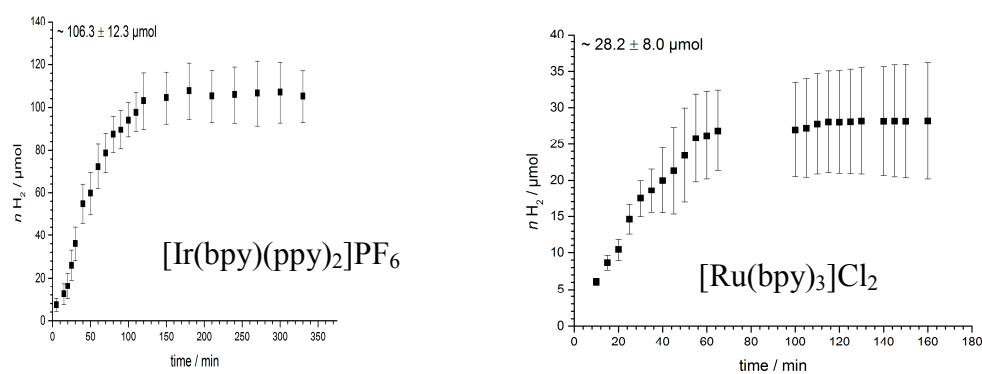 ~ 106.3 ± 12.3 µmol
140
120
100
80
60
40
20
0
n H₂ / µmol
0 50 100 150 200 250 300 350
time / min
[Ir(bpy)(ppy)₂]PF₆
~ 28.2 ± 8.0 µmol
40
35
30
25
20
15
10
5
0
n H₂ / µmol
0 20 40 60 80 100 120 140 160 180
time / min
[Ru(bpy)₃]Cl₂